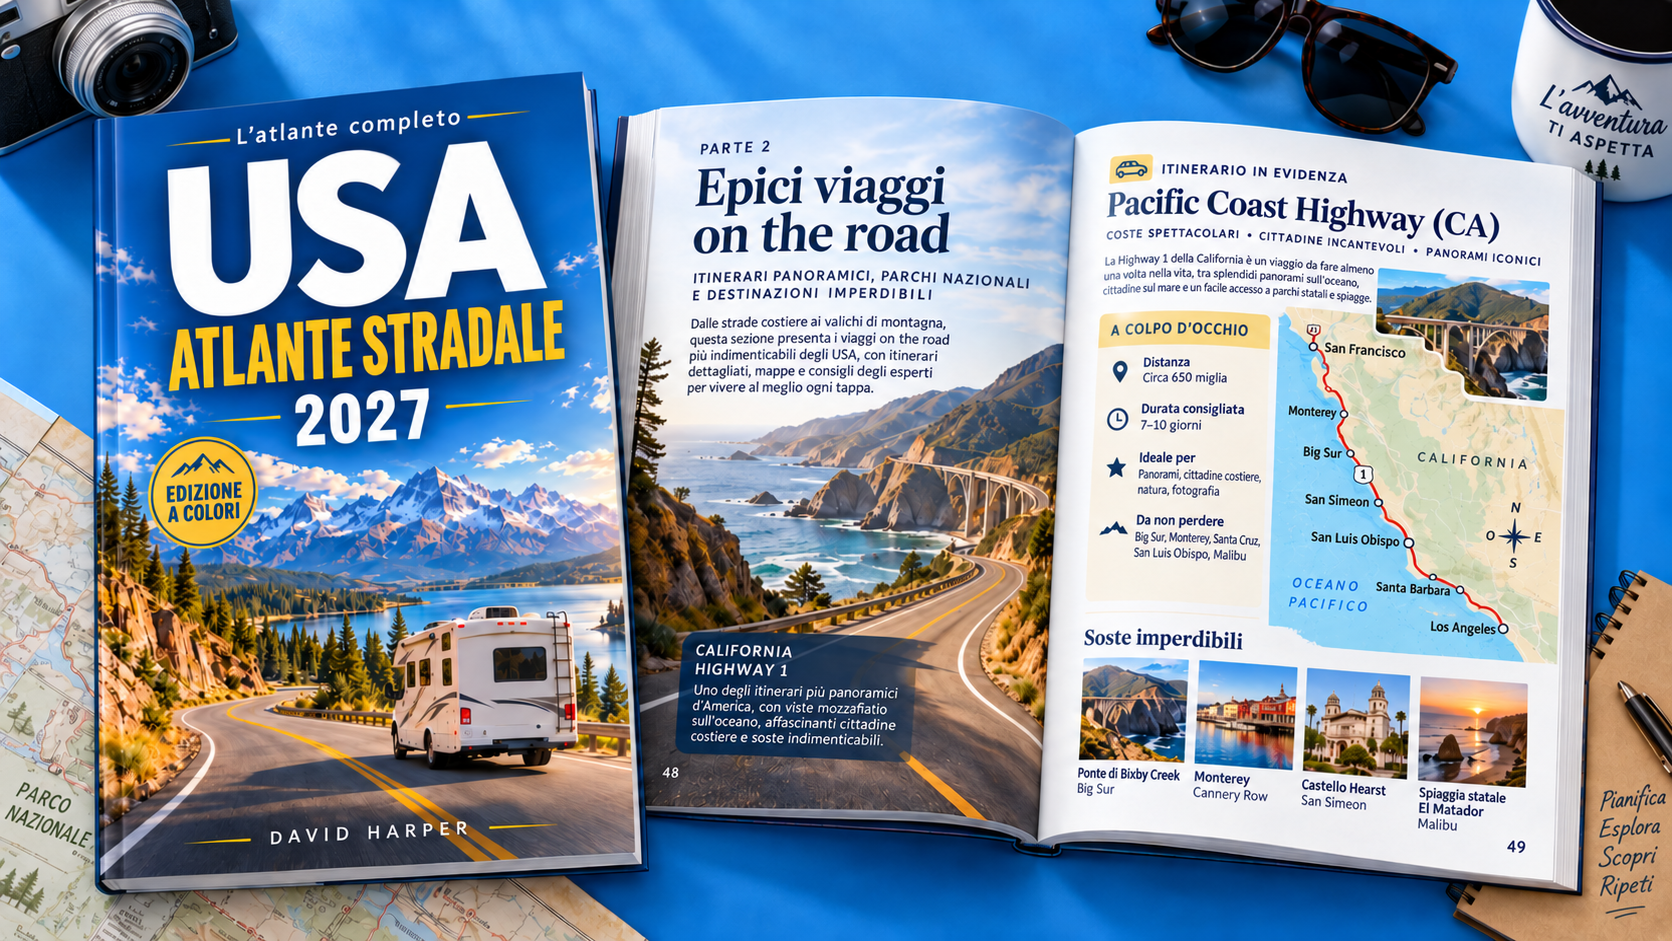 L'atlante completo
USA
ATLANTE STRADALE
2027
EDIZIONE
A COLORI
DAVID HARPER
PARTE 2
Epici viaggi
on the road
ITINERARI PANORAMICI, PARCHI NAZIONALI
E DESTINAZIONI IMPERDIBILI
Dalle strade costiere ai valichi di montagna,
questa sezione presenta i viaggi on the road
più indimenticabili degli USA, con itinerari
dettagliati, mappe e consigli degli esperti
per vivere al meglio ogni tappa.
CALIFORNIA
HIGHWAY 1
Uno degli itinerari più panoramici
d'America, con viste mozzafiato
sull'oceano, affascinanti cittadine
costiere e soste indimenticabili.
48
ITINERARIO IN EVIDENZA
Pacific Coast Highway (CA)
COSTE SPETTACOLARI • CITTADINE INCANTEVOLI • PANORAMI ICONICI
La Highway 1 della California è un viaggio da fare almeno
una volta nella vita, tra splendidi panorami sull'oceano,
cittadine sul mare e un facile accesso a parchi statali e spiagge.
A COLPO D'OCCHIO
Distanza
Circa 650 miglia
Durata consigliata
7–10 giorni
Ideale per
Panorami, cittadine costiere,
natura, fotografia
Da non perdere
Big Sur, Monterey, Santa Cruz,
San Luis Obispo, Malibu
San Francisco
Monterey
Big Sur
1
San Simeon
San Luis Obispo
Santa Barbara
Los Angeles
CALIFORNIA
OCEANO
PACIFICO
N
O E
S
Soste imperdibili
Ponte di Bixby Creek
Big Sur
Monterey
Cannery Row
Castello Hearst
San Simeon
Spiaggia statale
El Matador
Malibu
49
L'avventura
TI ASPETTA
PARCO
NAZIONALE
Pianifica
Esplora
Scopri
Ripeti